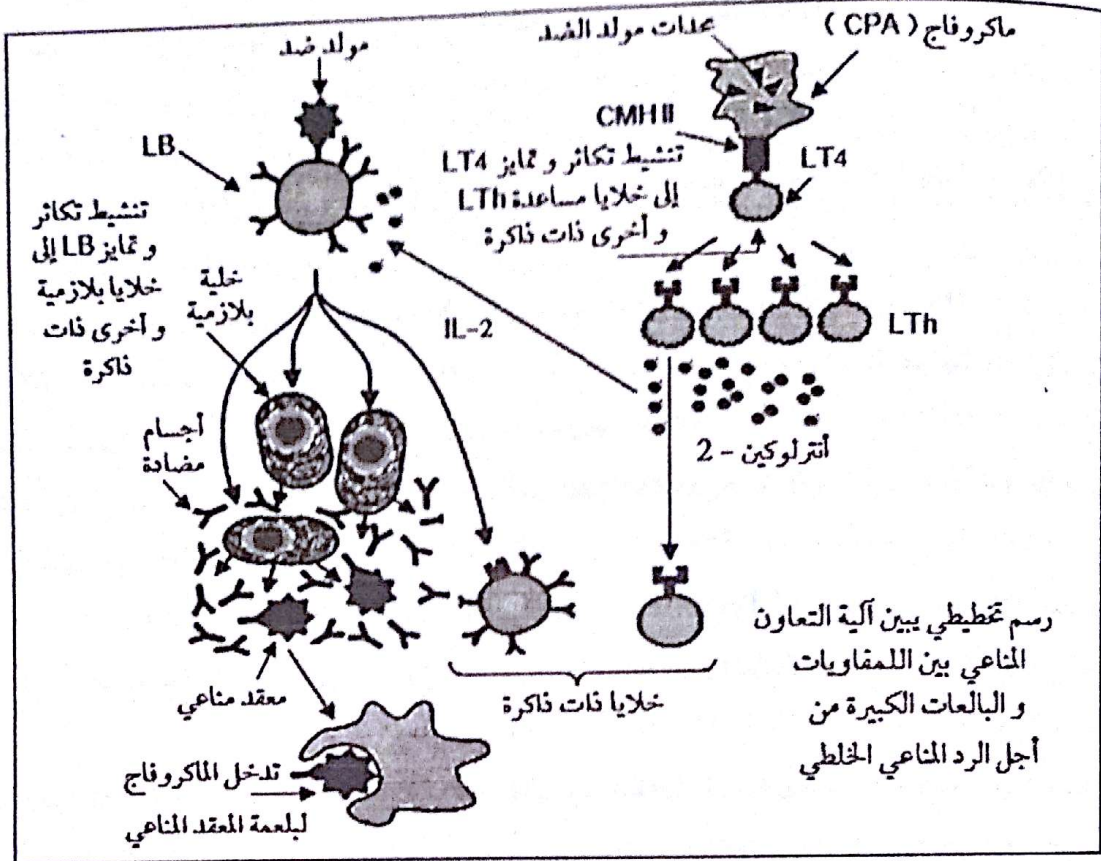 ماكروفاج (CPA)
محدات مولد الضد
مولد ضد
CMH II
LT4
LB
تنشيط تكاثر و تمايز LT4
إلى خلايا مساعدة LTh
و أخرى ذات ذاكرة
تنشيط تكاثر
و تمايز LB إلى
خلايا بلازمية
و أخرى ذات
ذاكرة
خلية
بلازمية
IL-2
LTh
أنترلوكين - 2
أجسام
مضادة
معقد مناعي
خلايا ذات ذاكرة
رسم تخطيطي يبين آلية التعاون
المناعي بين اللمفاويات
و البالعات الكبيرة من
أجل الرد المناعي الخلطي
تدخل الماكروفاج
لبلعمة المعقد المناعي